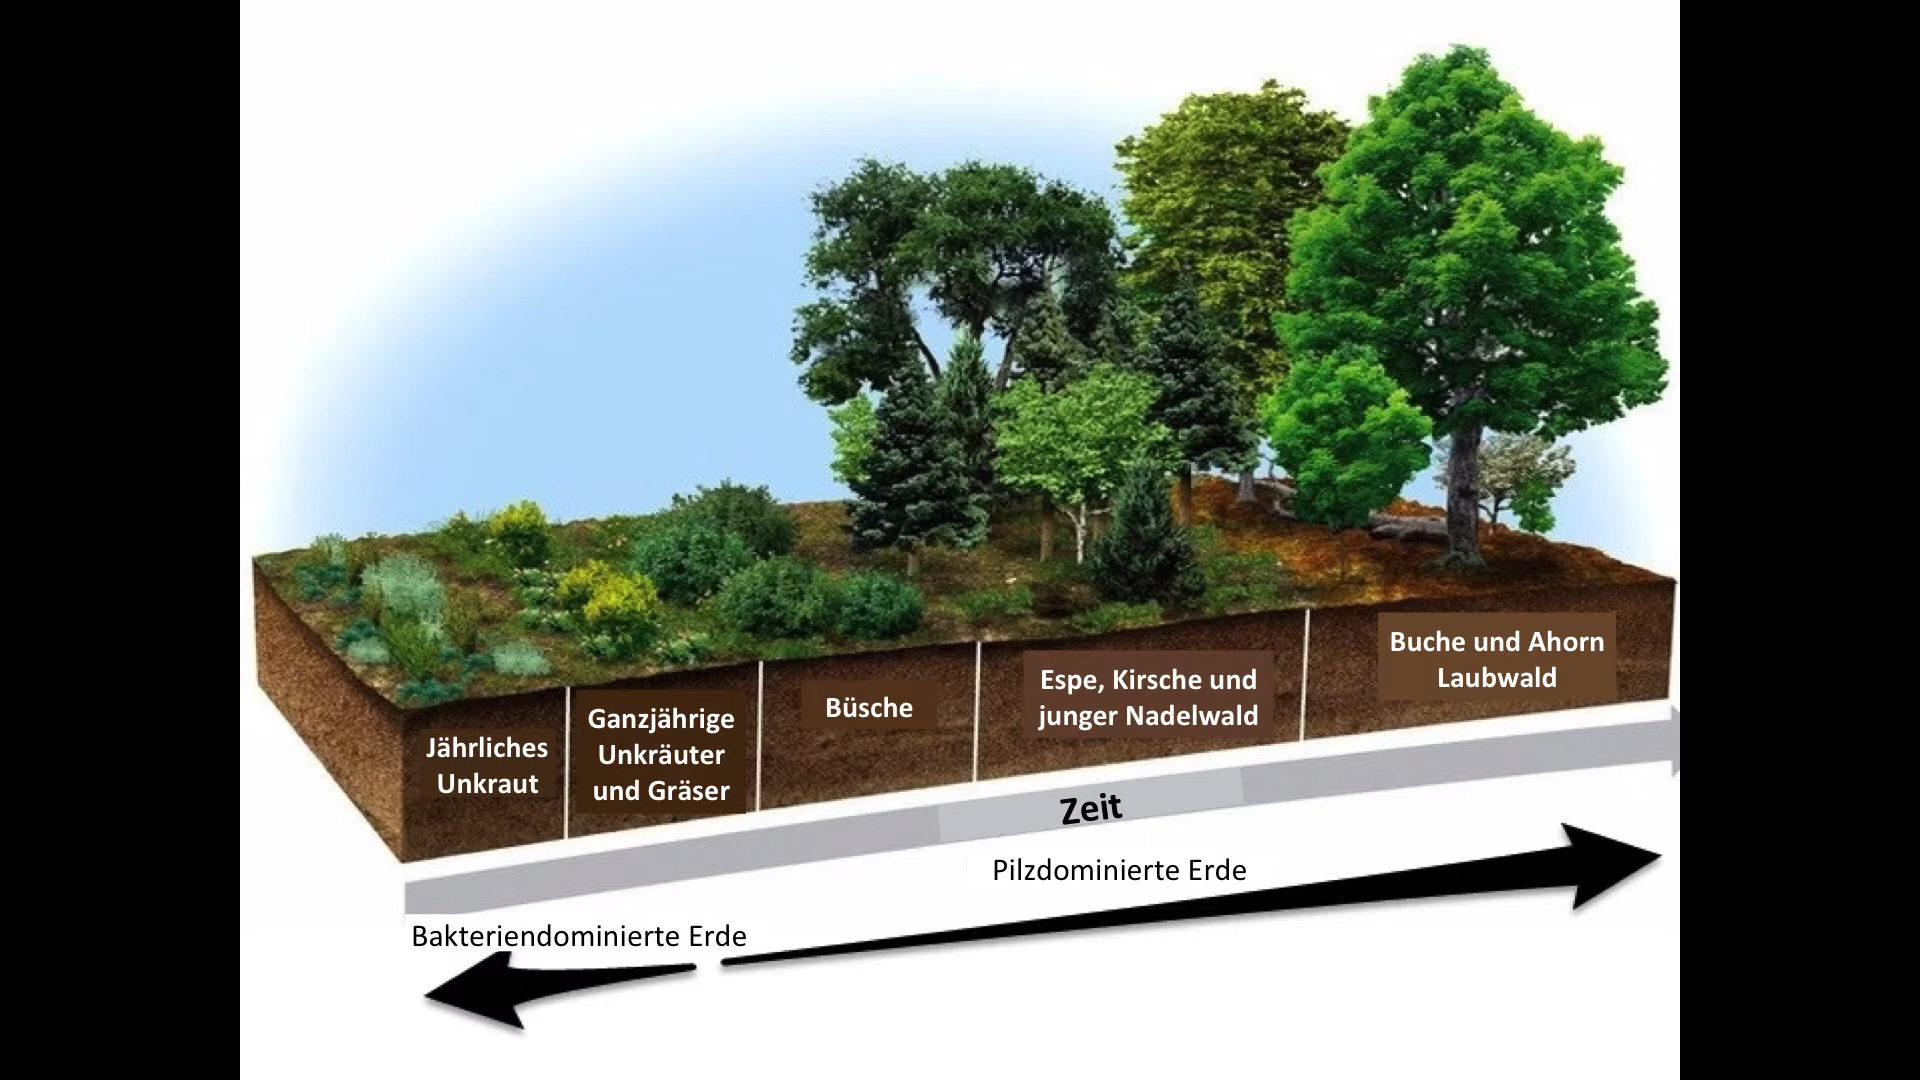 Jährliches
Unkraut
Ganzjährige
Unkräuter
und Gräser
Büsche
Espe, Kirsche und
junger Nadelwald
Buche und Ahorn
Laubwald
Zeit
Pilzdominierte Erde
Bakteriendominierte Erde